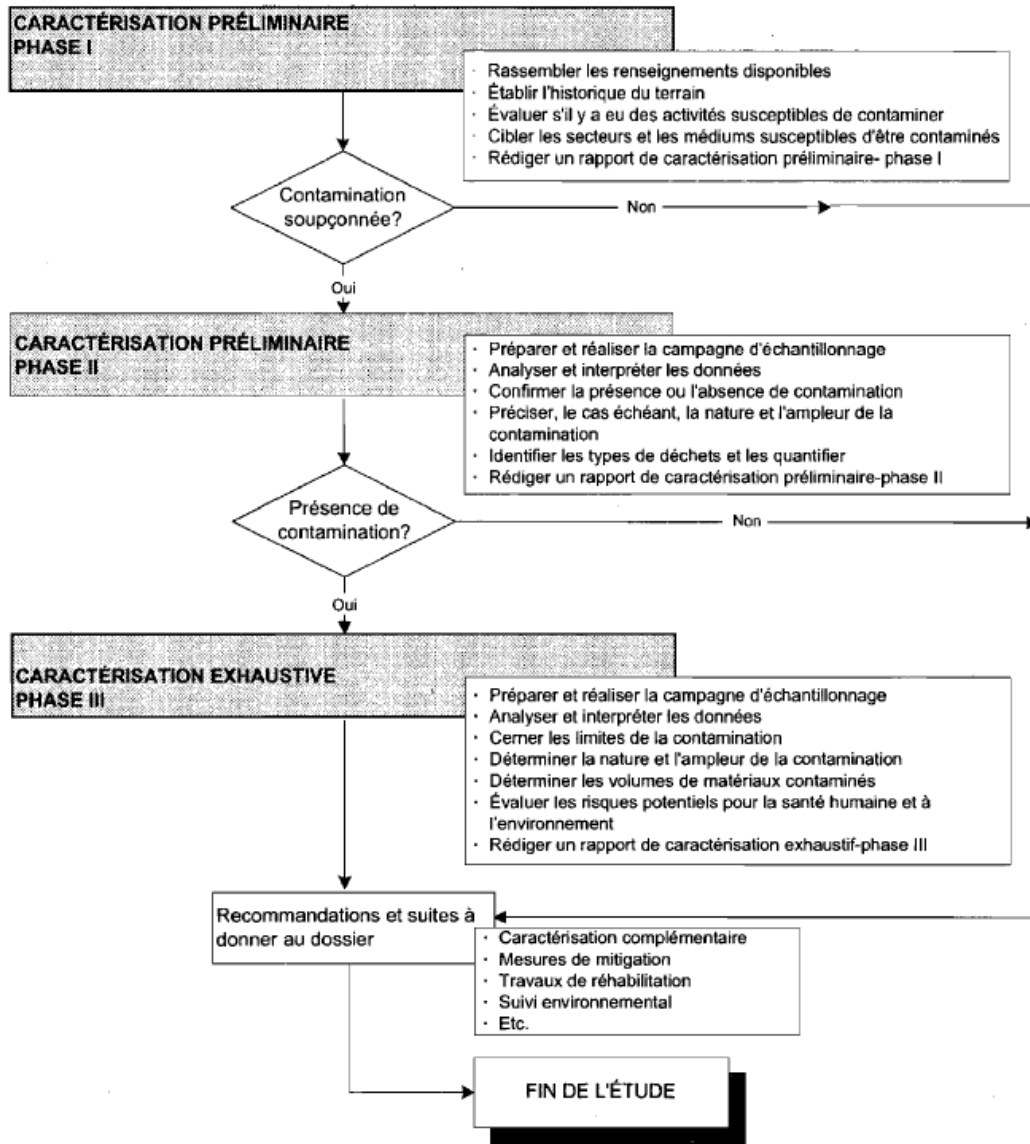 CARACTÉRISATION PRÉLIMINAIRE
PHASE I
· Rassembler les renseignements disponibles
· Établir l'historique du terrain
· Évaluer s'il y a eu des activités susceptibles de contaminer
· Cibler les secteurs et les médiums susceptibles d'être contaminés
· Rédiger un rapport de caractérisation préliminaire- phase I
Contamination
soupçonnée?
Non
Oui
CARACTÉRISATION PRÉLIMINAIRE
PHASE II
· Préparer et réaliser la campagne d'échantillonnage
· Analyser et interpréter les données
· Confirmer la présence ou l'absence de contamination
· Préciser, le cas échéant, la nature et l'ampleur de la
contamination
· Identifier les types de déchets et les quantifier
· Rédiger un rapport de caractérisation préliminaire-phase II
Présence de
contamination?
Non
Oui
CARACTÉRISATION EXHAUSTIVE
PHASE III
· Préparer et réaliser la campagne d'échantillonnage
· Analyser et interpréter les données
· Cerner les limites de la contamination
· Déterminer la nature et l'ampleur de la contamination
· Déterminer les volumes de matériaux contaminés
· Évaluer les risques potentiels pour la santé humaine et à
l'environnement
· Rédiger un rapport de caractérisation exhaustif-phase III
Recommandations et suites à
donner au dossier
· Caractérisation complémentaire
· Mesures de mitigation
· Travaux de réhabilitation
· Suivi environnemental
· Etc.
FIN DE L'ÉTUDE